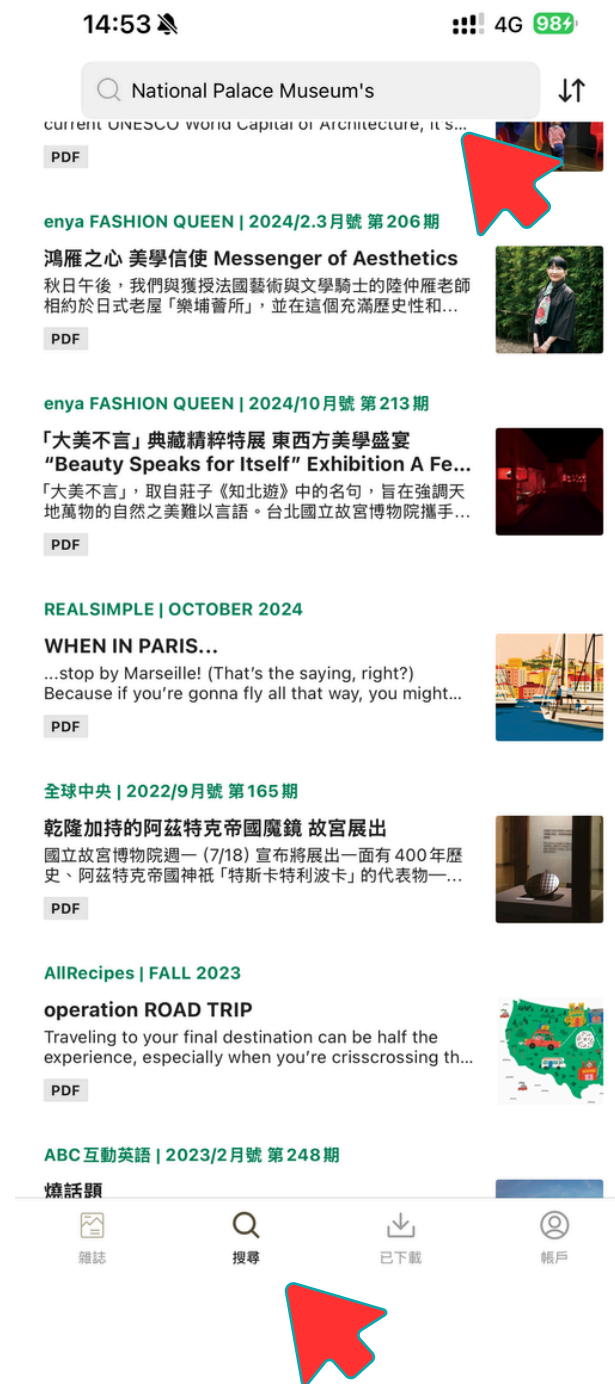 14:53
4G 98
National Palace Museum's
current UNESCO World Capital of Architecture, it's...
PDF
enya FASHION QUEEN | 2024/2.3月號 第206期
鴻雁之心 美學信使 Messenger of Aesthetics
秋日午後，我們與獲授法國藝術與文學騎士的陸仲雁老師
相約於日式老屋「樂埔薈所」，並在這個充滿歷史性和...
PDF
enya FASHION QUEEN | 2024/10月號 第213期
「大美不言」典藏精粹特展 東西方美學盛宴
“Beauty Speaks for Itself” Exhibition A Fe...
「大美不言」，取自莊子《知北遊》中的名句，旨在強調天
地萬物的自然之美難以言語。台北國立故宮博物院攜手...
PDF
REALSIMPLE | OCTOBER 2024
WHEN IN PARIS...
...stop by Marseille! (That’s the saying, right?)
Because if you’re gonna fly all that way, you might...
PDF
全球中央 | 2022/9月號 第165期
乾隆加持的阿茲特克帝國魔鏡 故宮展出
國立故宮博物院週一 (7/18) 宣布將展出一面有400年歷
史、阿茲特克帝國神祇「特斯卡特利波卡」的代表物一...
PDF
AllRecipes | FALL 2023
operation ROAD TRIP
Traveling to your final destination can be half the
experience, especially when you’re crisscrossing th...
PDF
ABC互動英語 | 2023/2月號 第248期
燒話題
雜誌
搜尋
已下載
帳戶